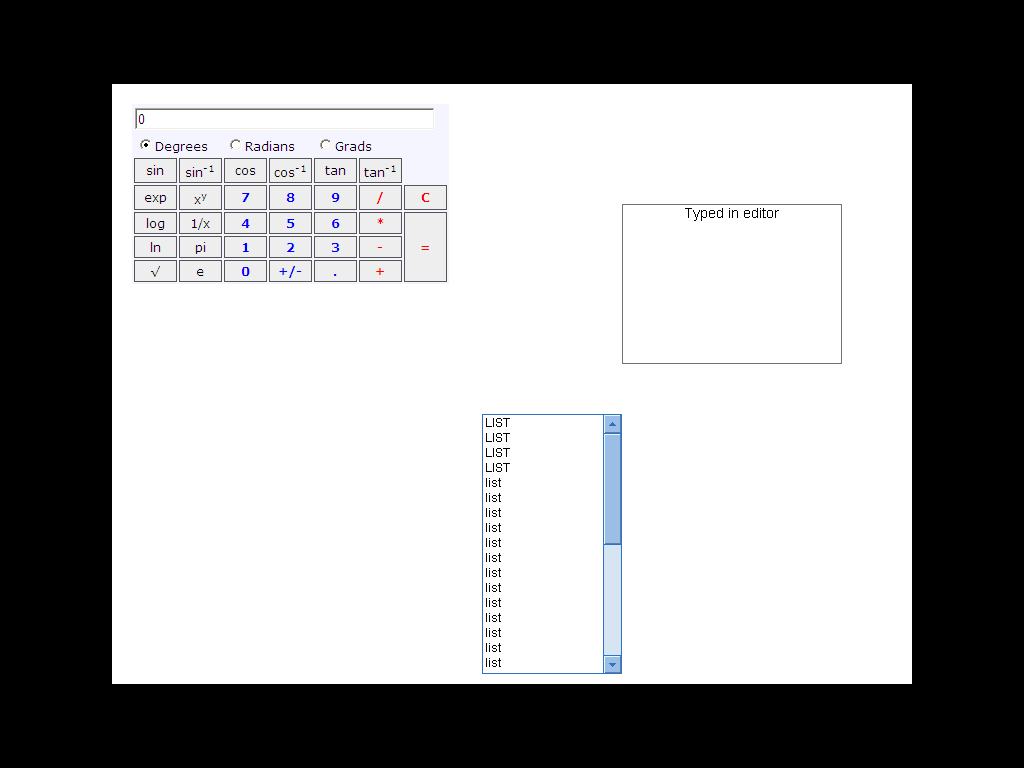 0
Degrees Radians Grads
sin sin-1 cos cos-1 tan tan-1
exp xy 7 8 9 / C
log 1/x 4 5 6 *
ln pi 1 2 3 - =
√ e 0 +/- . +
Typed in editor
LIST
LIST
LIST
LIST
list
list
list
list
list
list
list
list
list
list
list
list
list